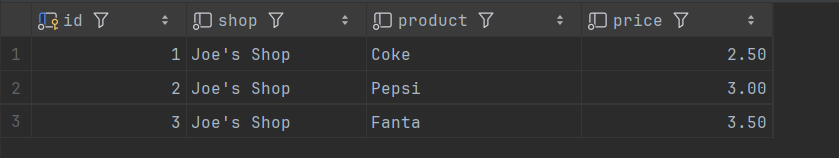 id shop product price
1 1 Joe's Shop Coke 2.50
2 2 Joe's Shop Pepsi 3.00
3 3 Joe's Shop Fanta 3.50